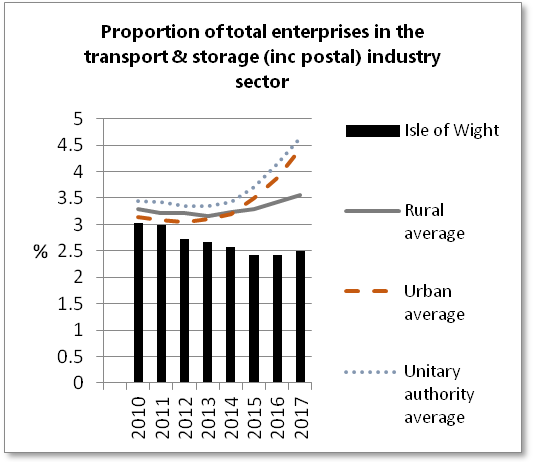 Proportion of total enterprises in the
transport & storage (inc postal) industry
sector
5
4.5
4
3.5
3
2.5
2
1.5
1
0.5
0
%
2010
2011
2012
2013
2014
2015
2016
2017
Isle of Wight
Rural
average
Urban
average
Unitary
authority
average